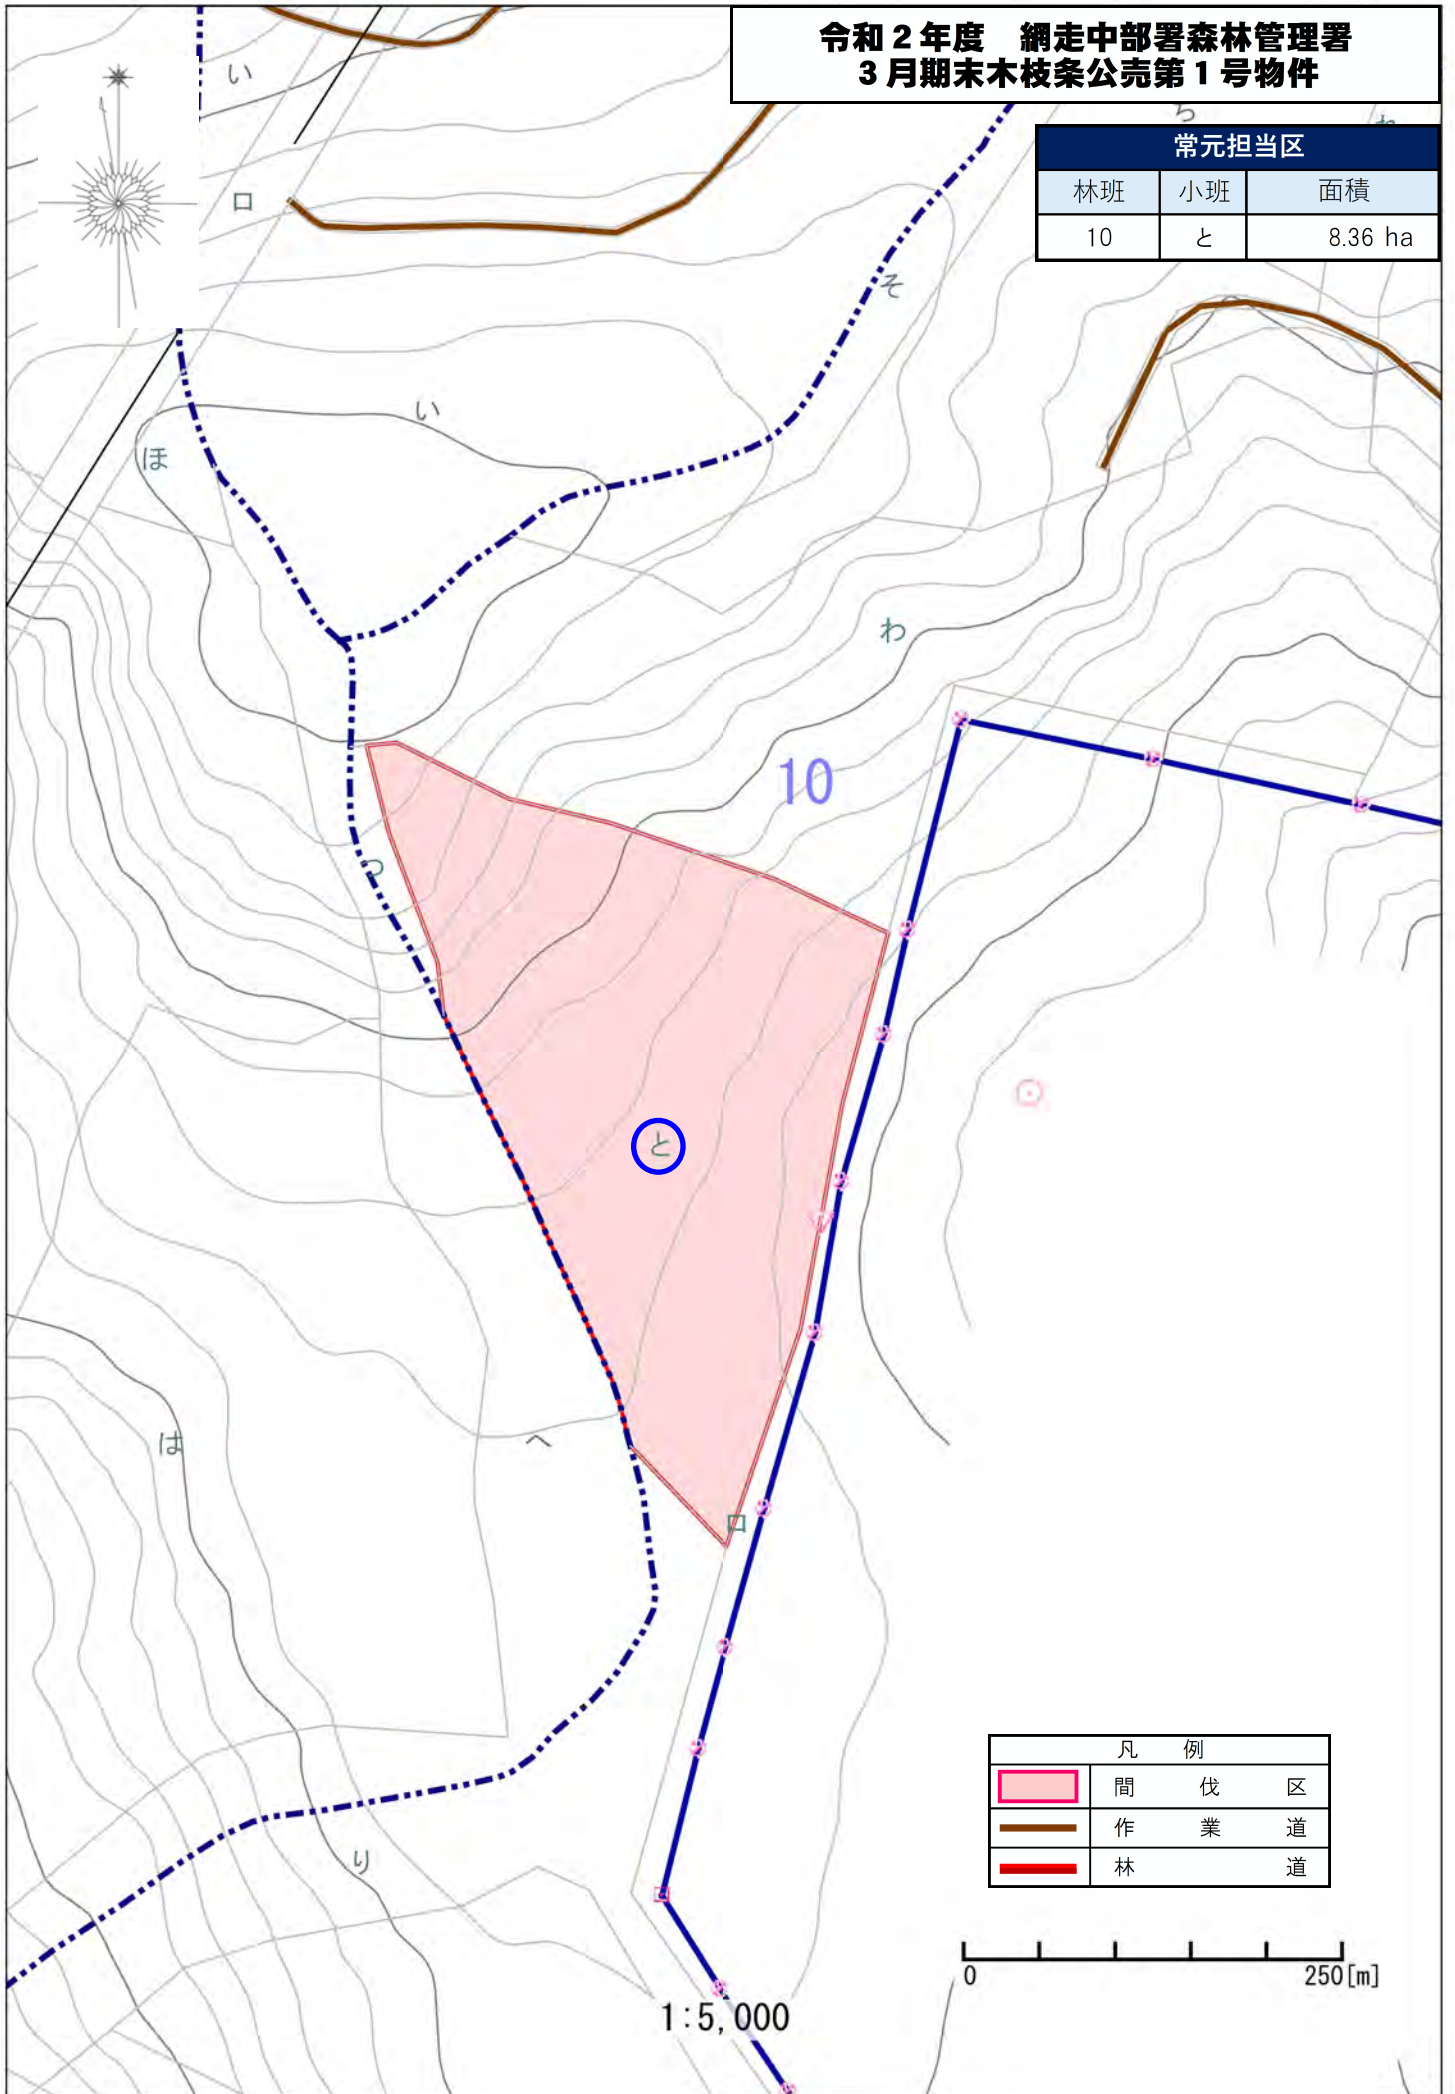 令和２年度　網走中部署森林管理署
３月期末木枝条公売第１号物件
い
ち
常元担当区
林班 小班 面積
10 と 8.36 ha
ロ
そ
い
ほ
わ
10
つ
と
は
へ
ロ
凡 例
間 伐 区
作 業 道
林 道
り
0 250[m]
1:5,000